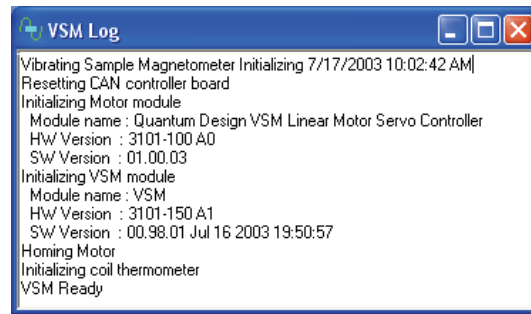 VSM Log
Vibrating Sample Magnetometer Initializing 7/17/2003 10:02:42 AM
Resetting CAN controller board
Initializing Motor module
Module name : Quantum Design VSM Linear Motor Servo Controller
HW Version : 3101-100 A0
SW Version : 01.00.03
Initializing VSM module
Module name : VSM
HW Version : 3101-150 A1
SW Version : 00.98.01 Jul 16 2003 19:50:57
Homing Motor
Initializing coil thermometer
VSM Ready